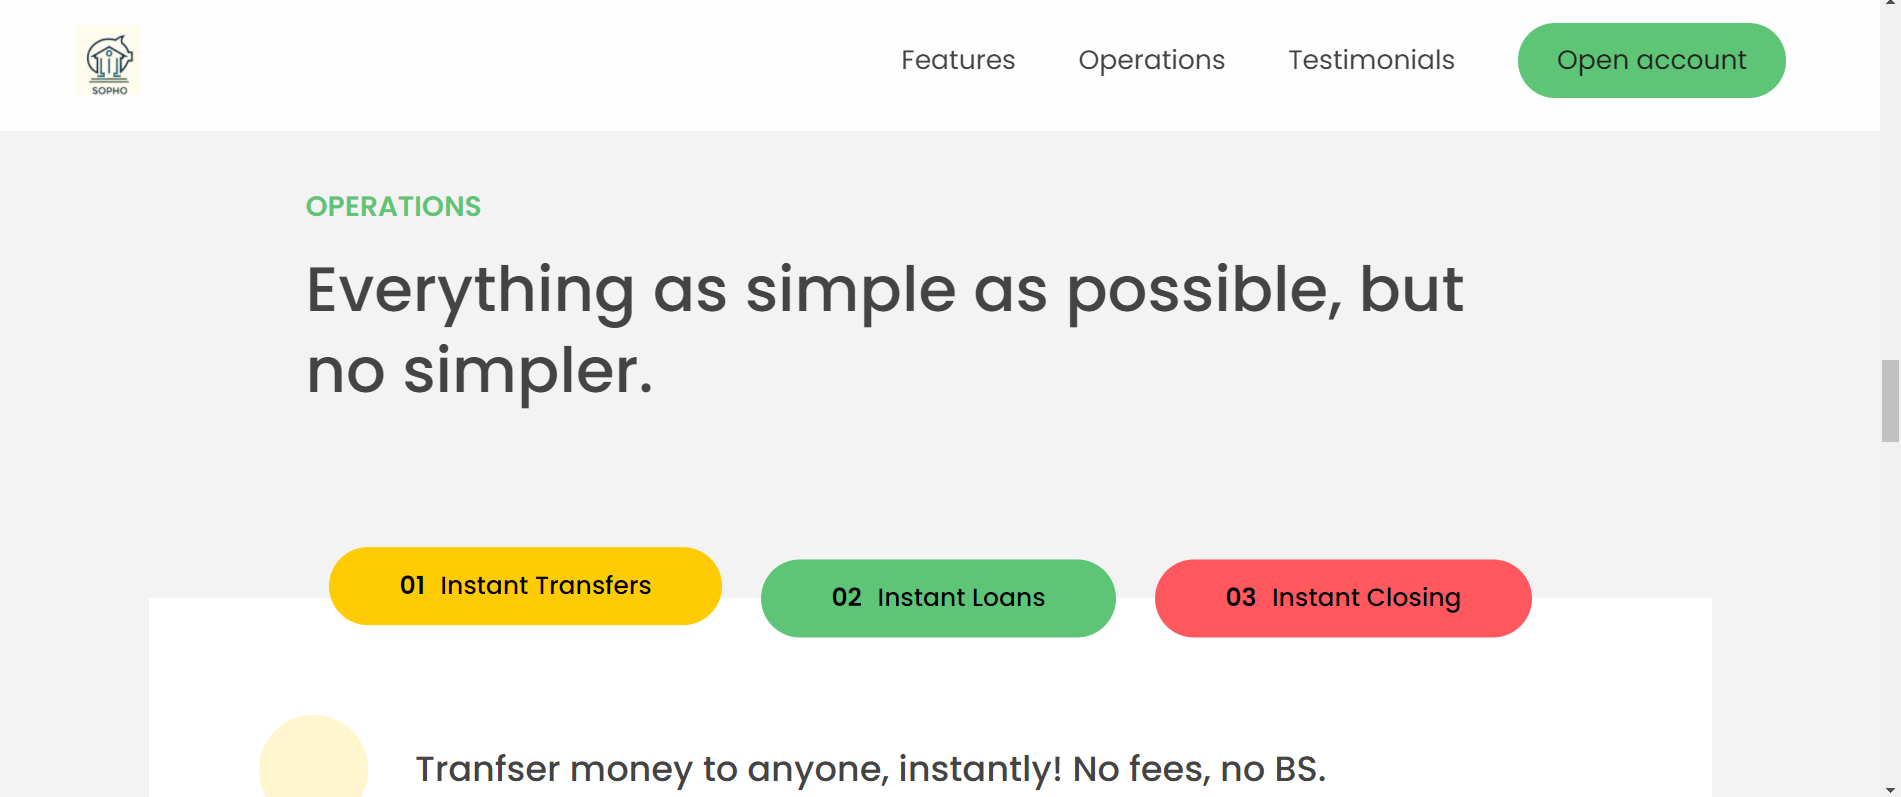 SOPHO
Features Operations Testimonials Open account
OPERATIONS
Everything as simple as possible, but
no simpler.
01 Instant Transfers 02 Instant Loans 03 Instant Closing
Tranfser money to anyone, instantly! No fees, no BS.